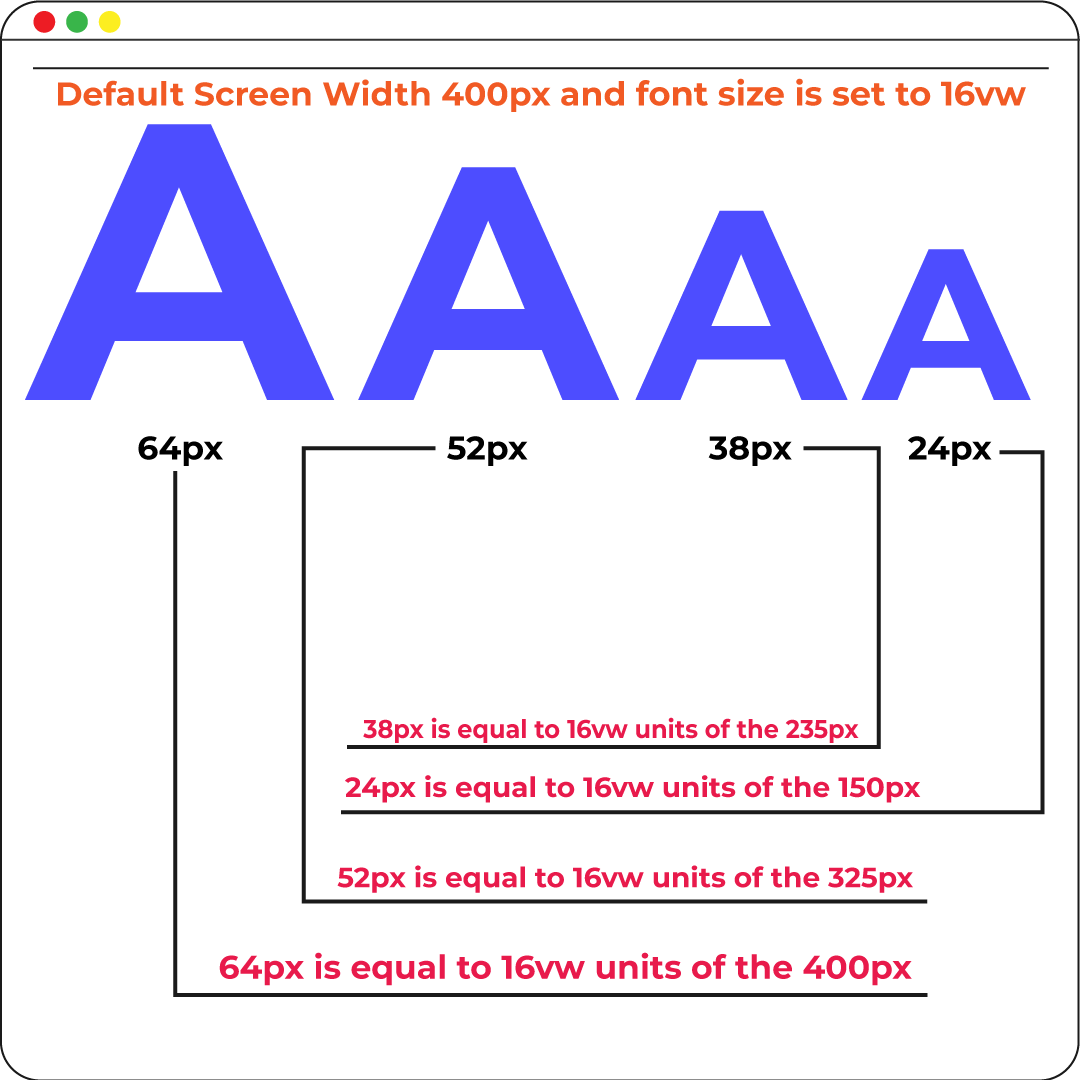 Default Screen Width 400px and font size is set to 16vw
A A A A
64px 52px 38px 24px
38px is equal to 16vw units of the 235px
24px is equal to 16vw units of the 150px
52px is equal to 16vw units of the 325px
64px is equal to 16vw units of the 400px